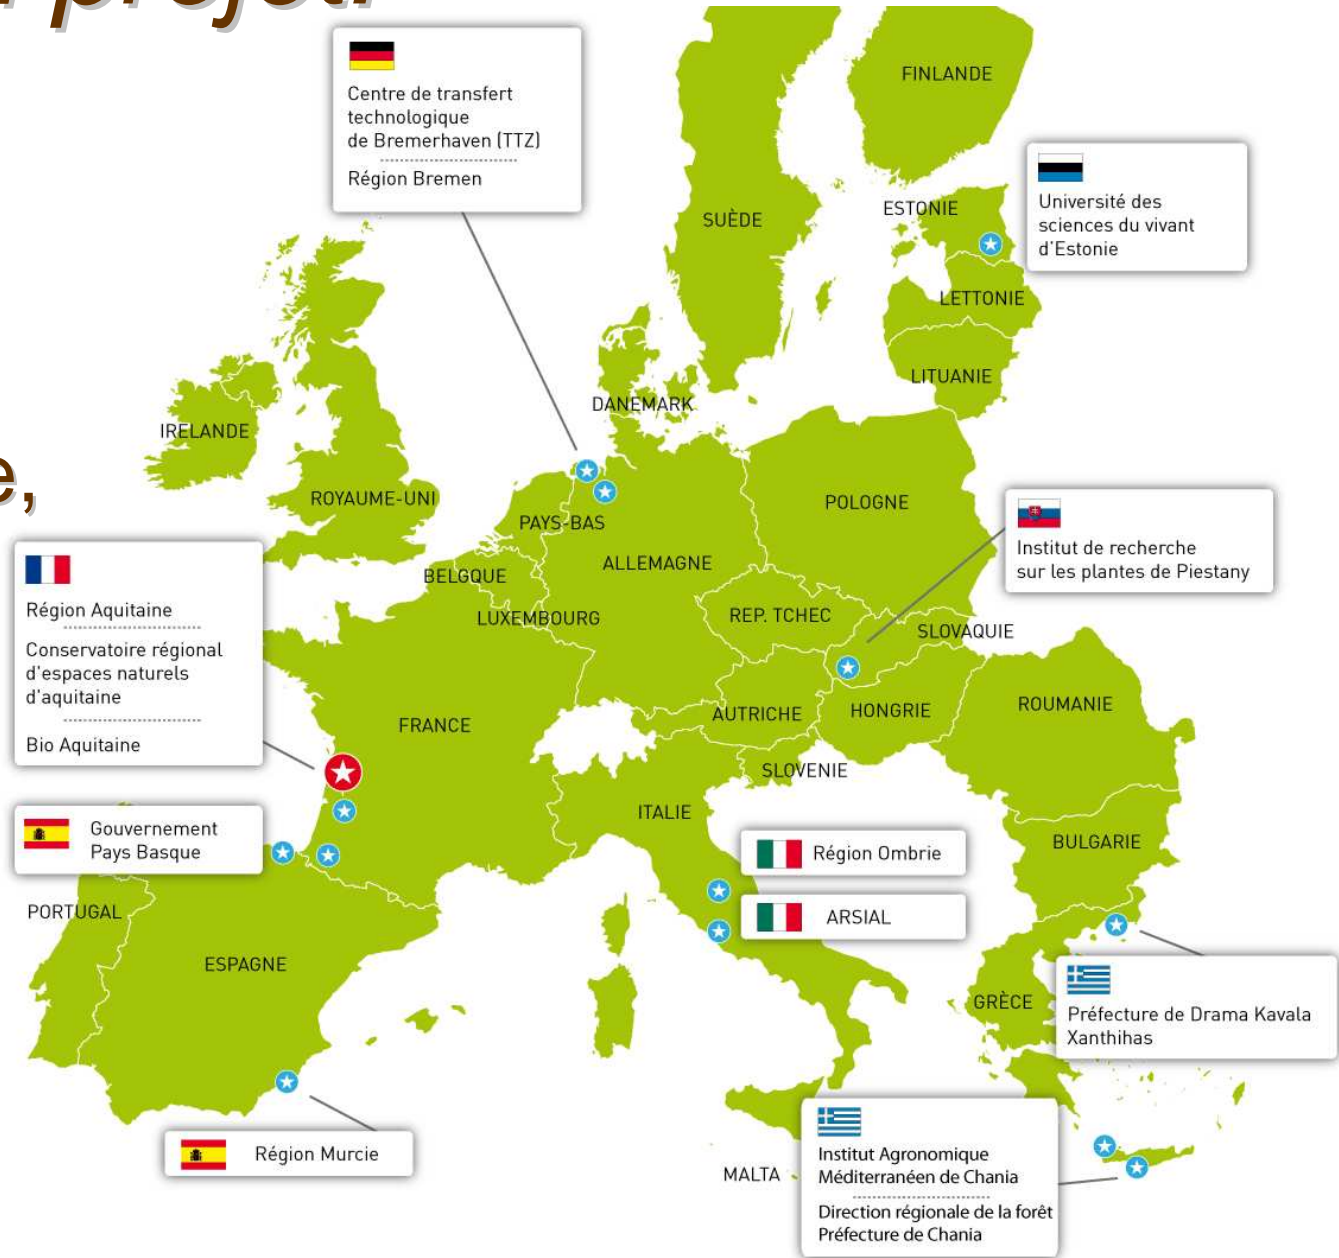 projet:
e,
Centre de transfert
technologique
de Bremerhaven (TTZ)
Région Bremen
FINLANDE
Université des
sciences du vivant
d'Estonie
SUÈDE
ESTONIE
LETTONIE
LITUANIE
DANEMARK
IRELANDE
ROYAUME-UNI
PAYS-BAS
POLOGNE
ALLEMAGNE
BELGQUE
LUXEMBOURG
REP. TCHEC
SLOVAQUIE
Institut de recherche
sur les plantes de Piestany
Région Aquitaine
Conservatoire régional
d'espaces naturels
d'aquitaine
Bio Aquitaine
FRANCE
AUTRICHE
HONGRIE
ROUMANIE
SLOVENIE
ITALIE
BULGARIE
Gouvernement
Pays Basque
Région Ombrie
ARSIAL
PORTUGAL
ESPAGNE
GRÈCE
Préfecture de Drama Kavala
Xanthihas
Région Murcie
MALTA
Institut Agronomique
Méditerranéen de Chania
Direction régionale de la forêt
Préfecture de Chania